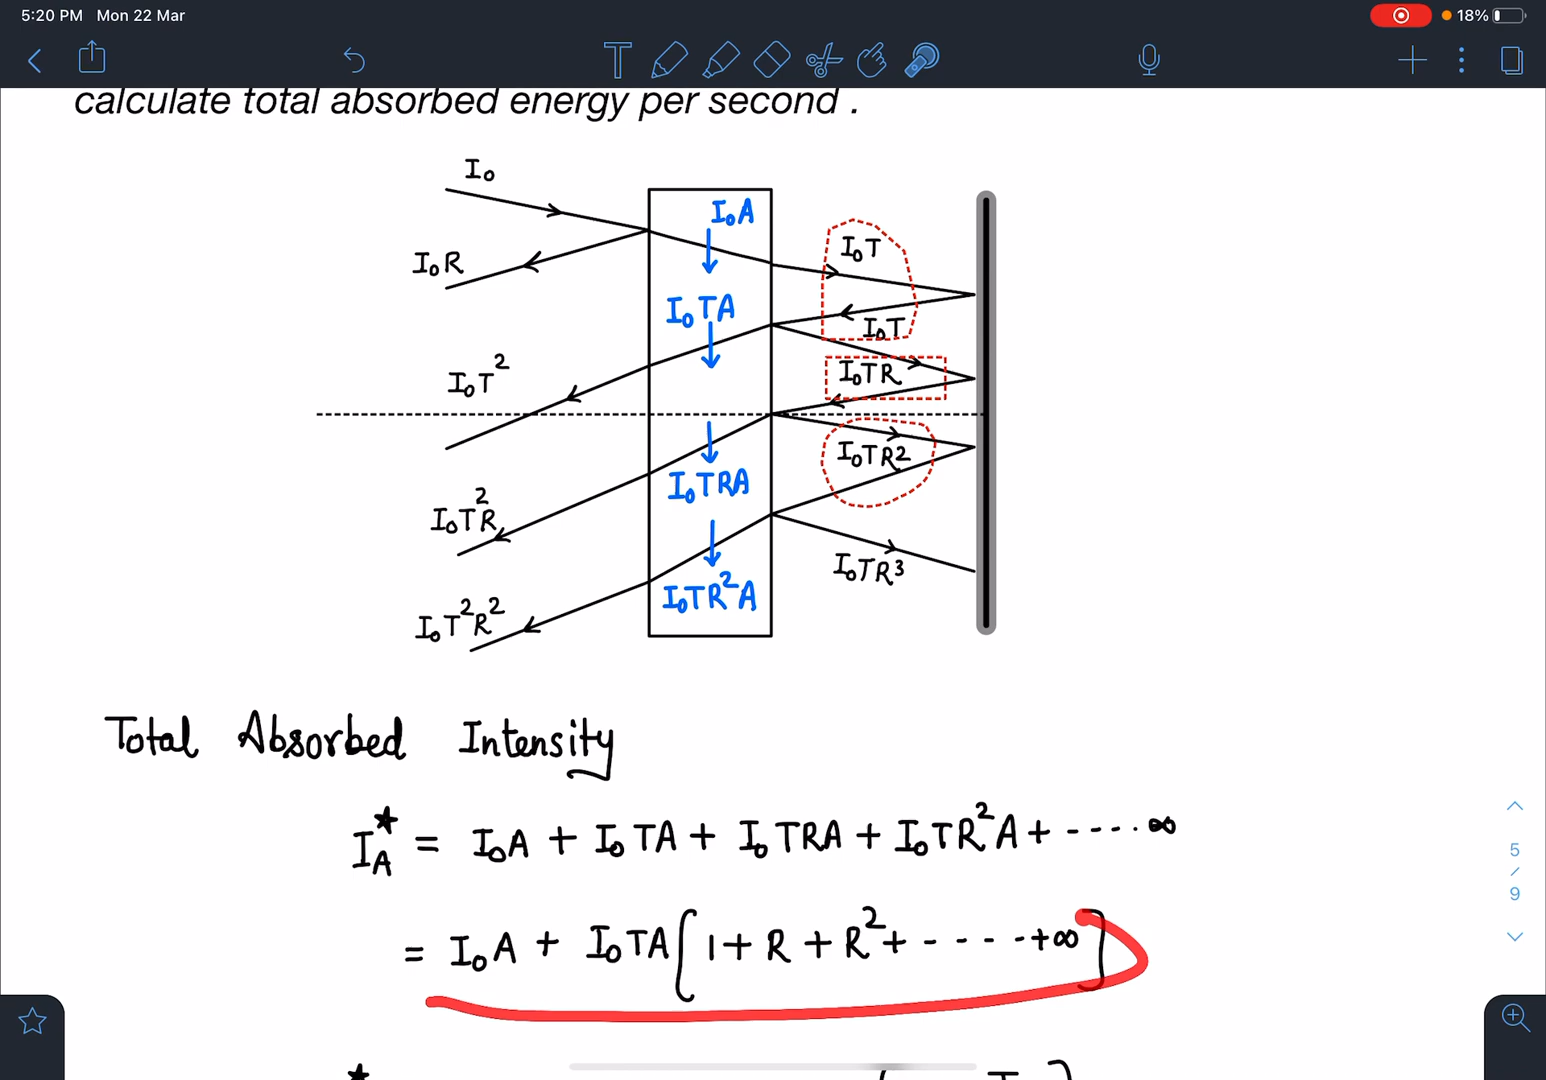 5:20 PM Mon 22 Mar
18%
T
calculate total absorbed energy per second .
I₀
I₀A
I₀R
I₀T
I₀TA
I₀T
I₀T²
I₀TR
I₀TR²
I₀TRA
I₀T²R
I₀TR³
I₀TR²A
I₀T²R²
Total Absorbed Intensity
I_A* = I₀A + I₀TA + I₀TRA + I₀TR²A + ---- ∞
= I₀A + I₀TA[1 + R + R² + ---- + ∞]
5
/
9